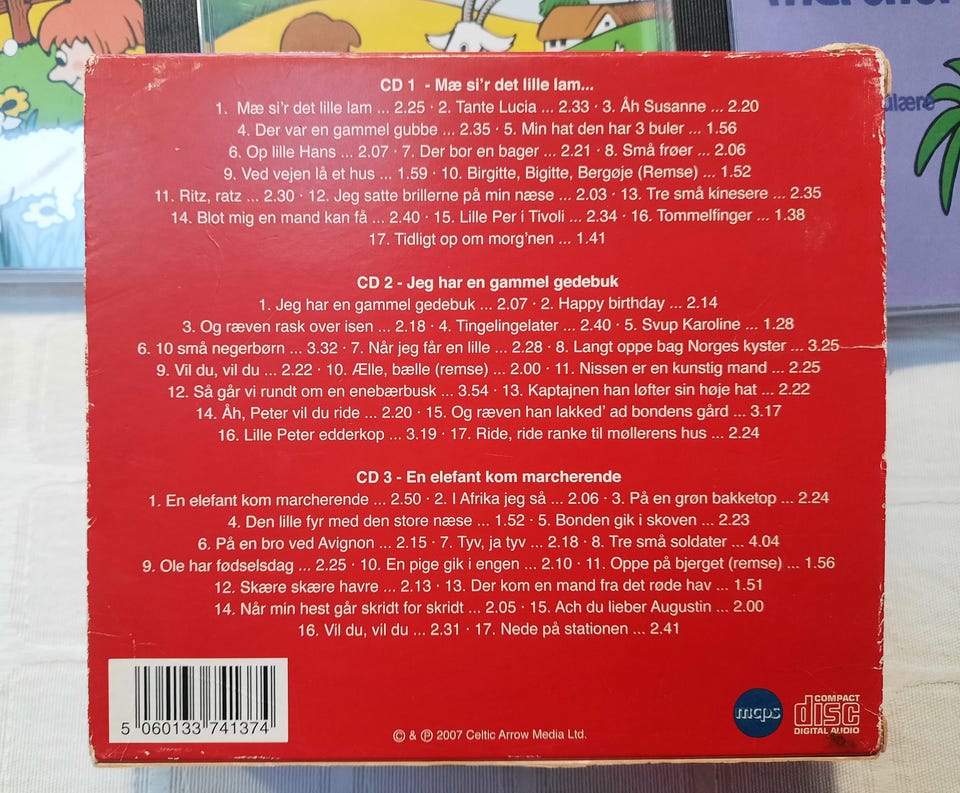 CD 1 - Mæ si'r det lille lam...
1. Mæ si'r det lille lam ... 2.25 · 2. Tante Lucia ... 2.33 · 3. Åh Susanne ... 2.20
4. Der var en gammel gubbe ... 2.35 · 5. Min hat den har 3 buler ... 1.56
6. Op lille Hans ... 2.07 · 7. Der bor en bager ... 2.21 · 8. Små frøer ... 2.06
9. Ved vejen lå et hus ... 1.59 · 10. Birgitte, Bigitte, Bergøje (Remse) ... 1.52
11. Ritz, ratz ... 2.30 · 12. Jeg satte brillerne på min næse ... 2.03 · 13. Tre små kinesere ... 2.35
14. Blot mig en mand kan få ... 2.40 · 15. Lille Per i Tivoli ... 2.34 · 16. Tommelfinger ... 1.38
17. Tidligt op om morg'nen ... 1.41
CD 2 - Jeg har en gammel gedebuk
1. Jeg har en gammel gedebuk ... 2.07 · 2. Happy birthday ... 2.14
3. Og ræven rask over isen ... 2.18 · 4. Tingelingelater ... 2.40 · 5. Svup Karoline ... 1.28
6. 10 små negerbørn ... 3.32 · 7. Når jeg får en lille ... 2.28 · 8. Langt oppe bag Norges kyster ... 3.25
9. Vil du, vil du ... 2.22 · 10. Ælle, bælle (remse) ... 2.00 · 11. Nissen er en kunstig mand ... 2.25
12. Så går vi rundt om en enebærbusk ... 3.54 · 13. Kaptajnen han løfter sin høje hat ... 2.22
14. Åh, Peter vil du ride ... 2.20 · 15. Og ræven han lakked' ad bondens gård ... 3.17
16. Lille Peter edderkop ... 3.19 · 17. Ride, ride ranke til møllerens hus ... 2.24
CD 3 - En elefant kom marcherende
1. En elefant kom marcherende ... 2.50 · 2. I Afrika jeg så ... 2.06 · 3. På en grøn bakketop ... 2.24
4. Den lille fyr med den store næse ... 1.52 · 5. Bonden gik i skoven ... 2.23
6. På en bro ved Avignon ... 2.15 · 7. Tyv, ja tyv ... 2.18 · 8. Tre små soldater ... 4.04
9. Ole har fødselsdag ... 2.25 · 10. En pige gik i engen ... 2.10 · 11. Oppe på bjerget (remse) ... 1.56
12. Skære skære havre ... 2.13 · 13. Der kom en mand fra det røde hav ... 1.51
14. Når min hest går skridt for skridt ... 2.05 · 15. Ach du lieber Augustin ... 2.00
16. Vil du, vil du ... 2.31 · 17. Nede på stationen ... 2.41
5 060133 741374
© & ℗ 2007 Celtic Arrow Media Ltd.
mcps
COMPACT
disc
DIGITAL AUDIO